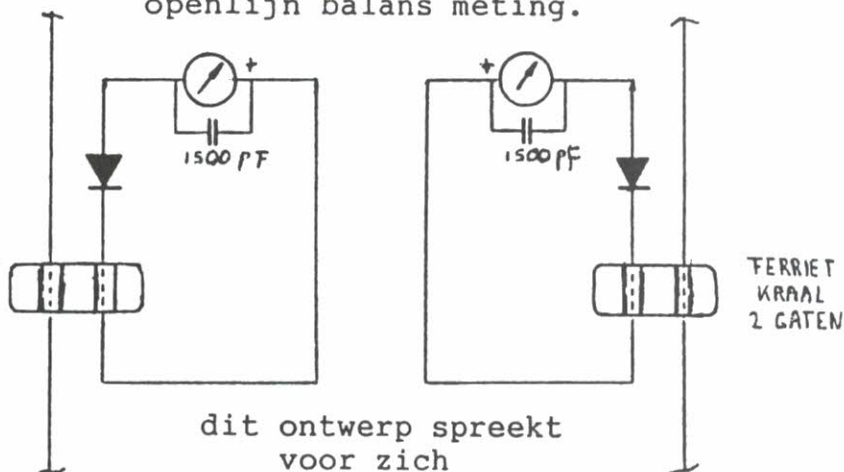 openlijn balans meting.
+
+
1500 PF
1500 pF
FERRIET
KRAAL
2 GATEN
dit ontwerp spreekt
voor zich